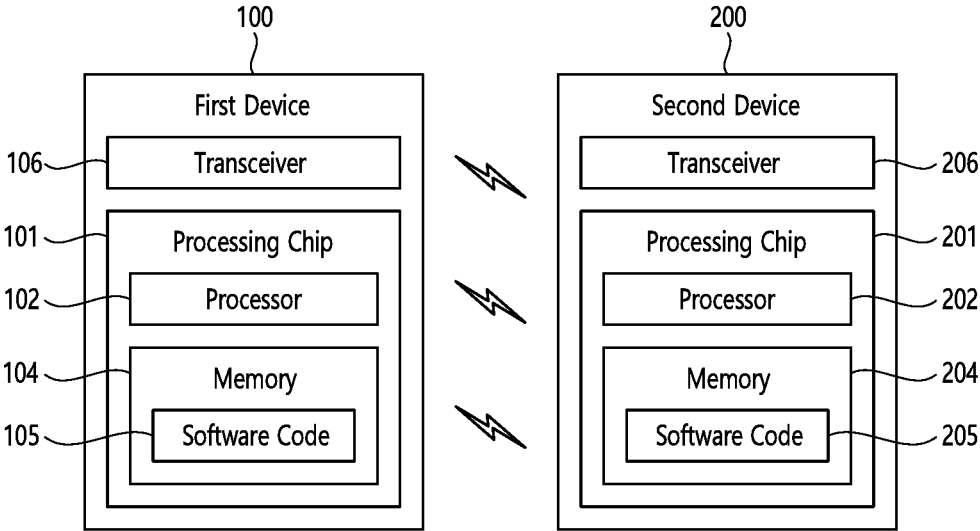 100
200
First Device
Second Device
106
Transceiver
Transceiver
206
101
Processing Chip
Processing Chip
201
102
Processor
Processor
202
104
Memory
Memory
204
105
Software Code
Software Code
205